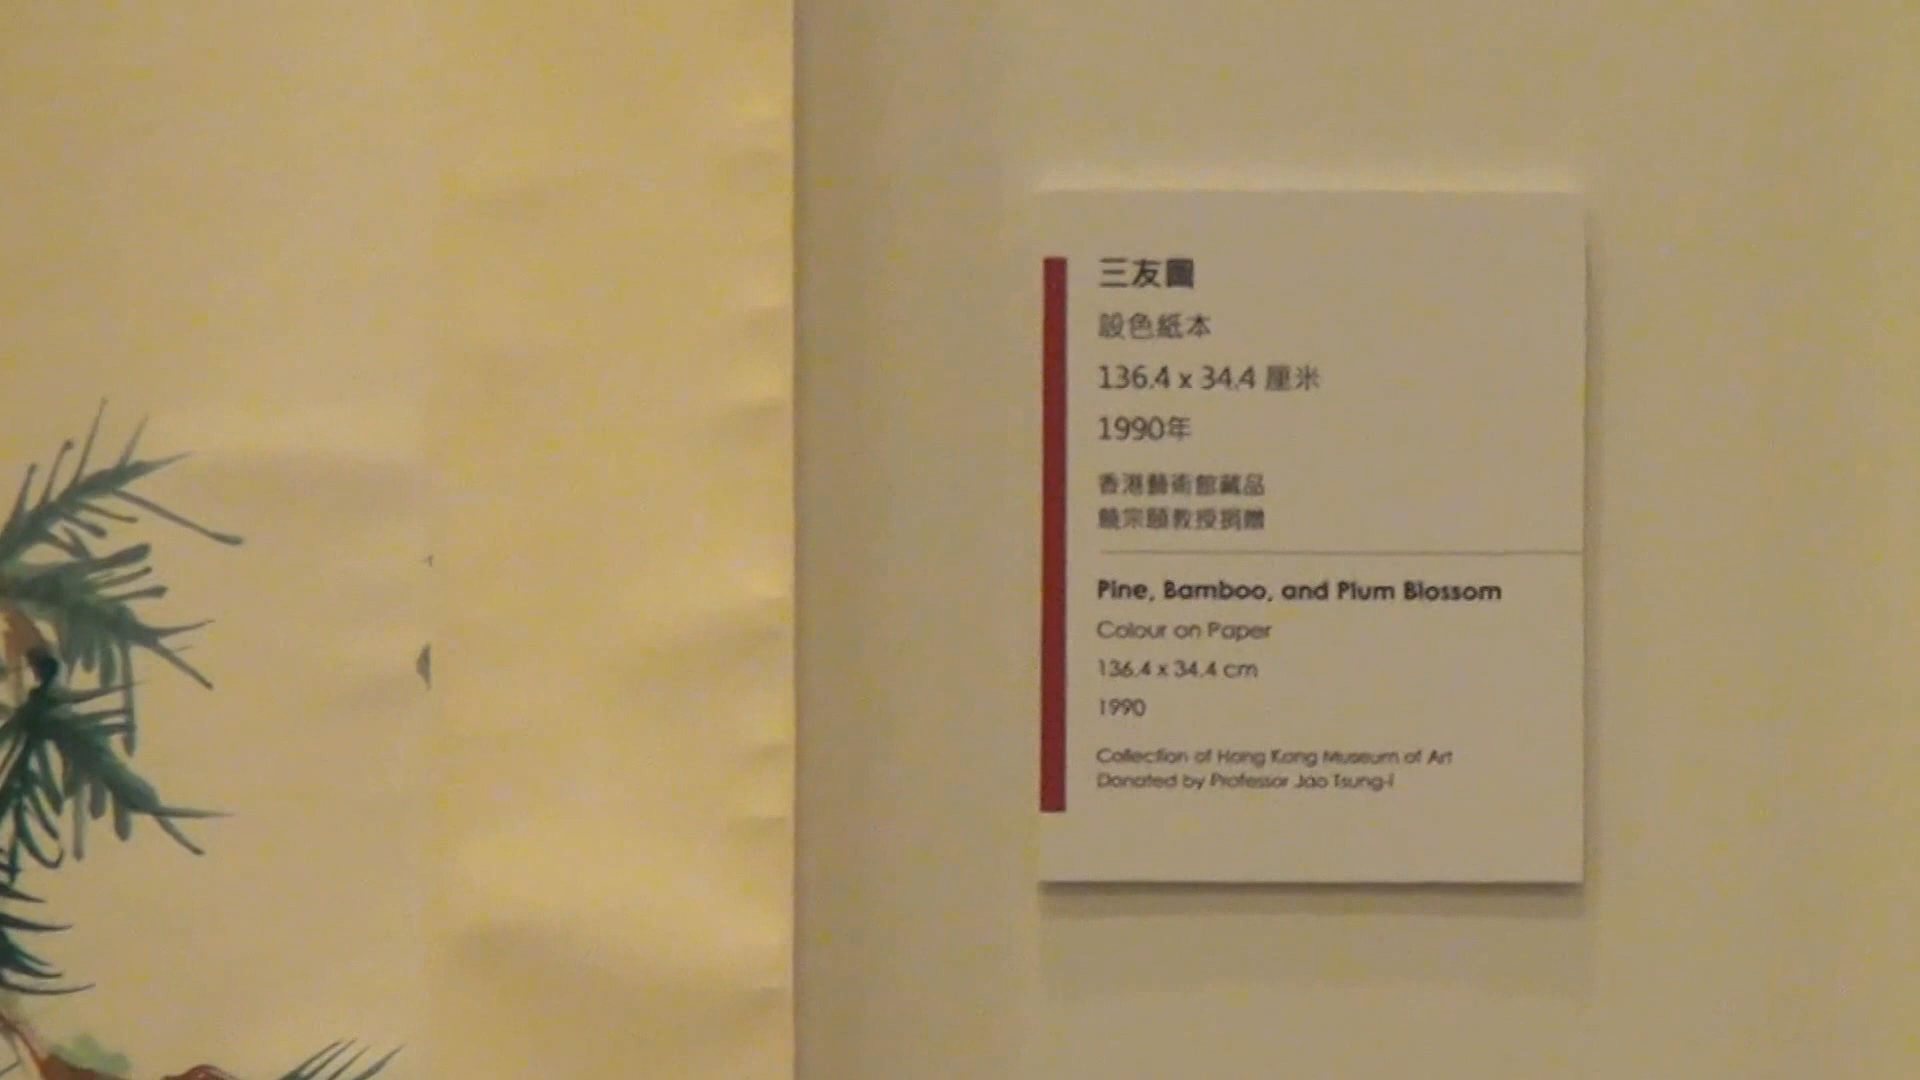 三友圖
設色紙本
136.4 x 34.4 厘米
1990年
香港藝術館藏品
饒宗頤教授捐贈
Pine, Bamboo, and Plum Blossom
Colour on Paper
136.4 x 34.4 cm
1990
Collection of Hong Kong Museum of Art
Donated by Professor Jao Tsung-i